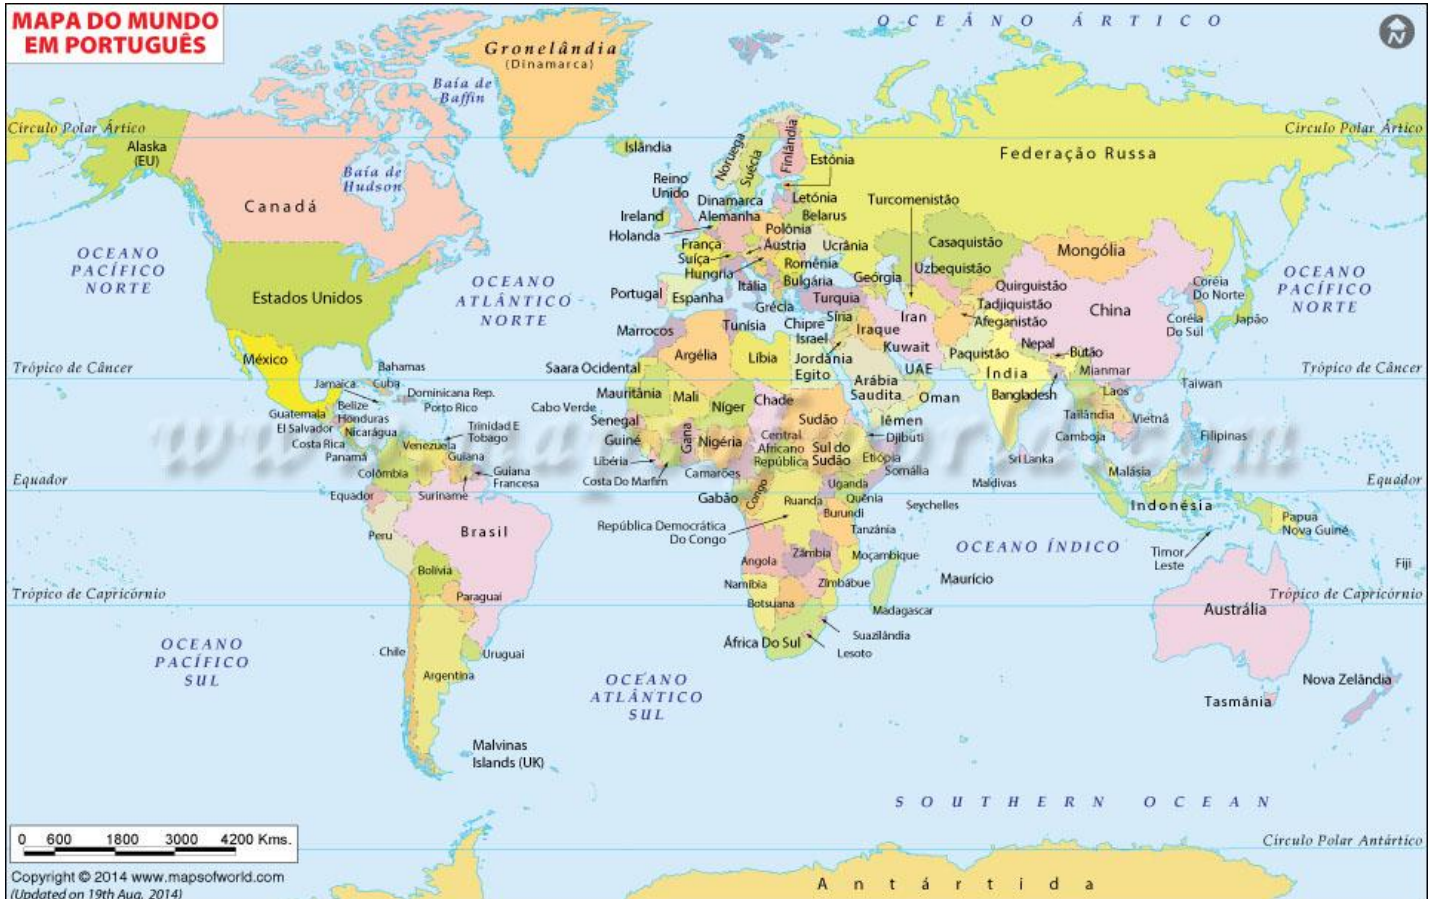 MAPA DO MUNDO
EM PORTUGUÊS
OCEANO ÁRTICO
N
Gronelândia
(Dinamarca)
Baía de
Baffin
Círculo Polar Ártico
Círculo Polar Ártico
Alaska
(EU)
Islândia
Noruega
Suécia
Finlândia
Estónia
Federação Russa
Baía de
Hudson
Canadá
Reino
Unido
Dinamarca
Letónia
Turcomenistão
Ireland
Alemanha
Belarus
Holanda
Polônia
França
Áustria
Ucrânia
Casaquistão
Mongólia
OCEANO
PACÍFICO
NORTE
Suíça
Romênia
Hungria
Bulgária
Geórgia
Uzbequistão
OCEANO
ATLÂNTICO
NORTE
OCEANO
PACÍFICO
NORTE
Estados Unidos
Portugal
Espanha
Itália
Grécia
Turquia
Quirguistão
Coréia
Do Norte
Tadjiquistão
China
Síria
Iran
Afeganistão
Coréia
Do Sul
Japão
Marrocos
Tunísia
Chipre
Israel
Iraque
Kuwait
México
Argélia
Líbia
Jordânia
Egito
Paquistão
Nepal
Butão
Trópico de Câncer
Bahamas
Saara Ocidental
UAE
India
Mianmar
Trópico de Câncer
Jamaica
Cuba
Dominicana Rep.
Arábia
Saudita
Oman
Bangladesh
Laos
Taiwan
Mauritânia
Mali
Níger
Chade
Belize
Porto Rico
Cabo Verde
Guatemala
Honduras
Senegal
Sudão
Iémen
Tailândia
Vietnã
El Salvador
Nicarágua
Trinidad E
Tobago
Guiné
Gana
Nigéria
Central
Africano
República
Sul do
Sudão
Djibuti
Camboja
Filipinas
Costa Rica
Panamá
Venezuela
Guiana
Libéria
Etiópia
Sri Lanka
Colômbia
Guiana
Francesa
Costa Do Marfim
Camarões
Somália
Malásia
Equador
Equador
Suriname
Gabão
Congo
Uganda
Maldivas
Equador
Ruanda
Quênia
Seychelles
Indonésia
Peru
Brasil
República Democrática
Do Congo
Burundi
Tanzánia
Papua
Nova Guiné
OCEANO ÍNDICO
Timor
Leste
Bolívia
Angola
Zâmbia
Moçambique
Fiji
Trópico de Capricórnio
Paraguai
Namíbia
Zimbábue
Maurício
Trópico de Capricórnio
Botsuana
Madagascar
Austrália
OCEANO
PACÍFICO
SUL
Chile
Uruguai
África Do Sul
Suazilândia
Lesoto
Argentina
OCEANO
ATLÂNTICO
SUL
Nova Zelândia
Tasmânia
Malvinas
Islands (UK)
SOUTHERN OCEAN
0 600 1800 3000 4200 Kms.
Círculo Polar Antártico
Copyright © 2014 www.mapsofworld.com
(Updated on 19th Aug, 2014)
Antártida
www.mapsofworld.com